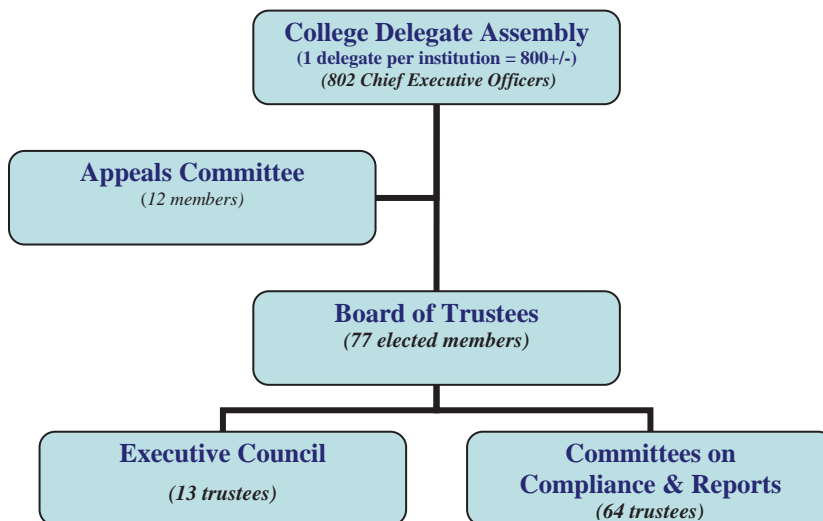 College Delegate Assembly
(1 delegate per institution = 800+/-)
(802 Chief Executive Officers)
Appeals Committee
(12 members)
Board of Trustees
(77 elected members)
Executive Council
(13 trustees)
Committees on
Compliance & Reports
(64 trustees)